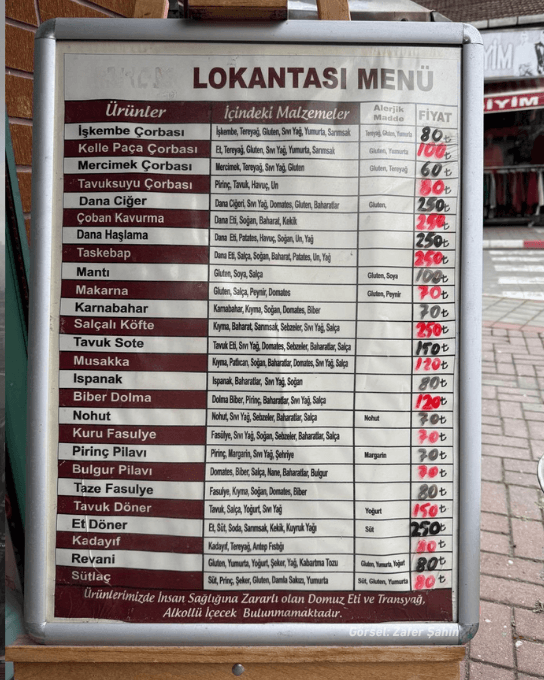 LOKANTASI MENÜ
Ürünler İçindeki Malzemeler Alerjik Madde FİYAT
İşkembe Çorbası İşkembe, Tereyağ, Gluten, Sıvı Yağ, Yumurta, Sarımsak Tereyağ, Gluten, Yumurta 80₺
Kelle Paça Çorbası Et, Tereyağ, Gluten, Sıvı Yağ, Yumurta, Sarımsak Gluten, Yumurta 100₺
Mercimek Çorbası Mercimek, Tereyağ, Sıvı Yağ, Gluten Gluten, Tereyağ 60₺
Tavuksuyu Çorbası Pirinç, Tavuk, Havuç, Un ₺
Dana Ciğer Dana Ciğeri, Sıvı Yağ, Domates, Gluten, Baharatlar Gluten, 250₺
Çoban Kavurma Dana Eti, Soğan, Baharat, Kekik 250₺
Dana Haşlama Dana Eti, Patates, Havuç, Soğan, Un, Yağ 250₺
Taskebap Dana Eti, Salça, Soğan, Baharat, Patates, Un, Yağ 250₺
Mantı Gluten, Soya, Salça Gluten, Soya 100₺
Makarna Gluten, Salça, Peynir, Domates Gluten, Peynir 70₺
Karnabahar Karnabahar, Kıyma, Soğan, Domates, Biber 70₺
Salçalı Köfte Kıyma, Baharat, Sarımsak, Sebzeler, Sıvı Yağ, Salça 250₺
Tavuk Sote Tavuk Eti, Sıvı Yağ, Domates, Sebzeler, Baharatlar, Salça 150₺
Musakka Kıyma, Patlıcan, Soğan, Baharatlar, Domates, Sıvı Yağ, Salça 120₺
Ispanak Ispanak, Baharatlar, Sıvı Yağ, Soğan 80₺
Biber Dolma Dolma Biber, Pirinç, Baharatlar, Sıvı Yağ, Salça 120₺
Nohut Nohut, Sıvı Yağ, Sebzeler, Baharatlar, Salça Nohut 70₺
Kuru Fasulye Fasülye, Sıvı Yağ, Soğan, Sebzeler, Baharatlar, Salça 70₺
Pirinç Pilavı Pirinç, Margarin, Sıvı Yağ, Şehriye Margarin 70₺
Bulgur Pilavı Domates, Biber, Salça, Nane, Baharatlar, Bulgur 70₺
Taze Fasulye Fasulye, Kıyma, Soğan, Domates, Biber 80₺
Tavuk Döner Tavuk, Salça, Yoğurt, Sıvı Yağ Yoğurt 150₺
Et Döner Et, Süt, Soda, Sarımsak, Kekik, Kuyruk Yağı Süt 250₺
Kadayıf Kadayıf, Tereyağ, Antep Fıstığı 80₺
Revani Gluten, Yumurta, Yoğurt, Şeker, Yağ, Kabartma Tozu Gluten, Yumurta, Yoğurt 80₺
Sütlaç Süt, Prinç, Şeker, Gluten, Damla Sakızı, Yumurta Süt, Gluten, Yumurta 80₺
Ürünlerimizde İnsan Sağlığına Zararlı olan Domuz Eti ve Transyağ,
Alkollü İçecek Bulunmamaktadır.
Görsel: Zafer Şahin
YİM
İYİM